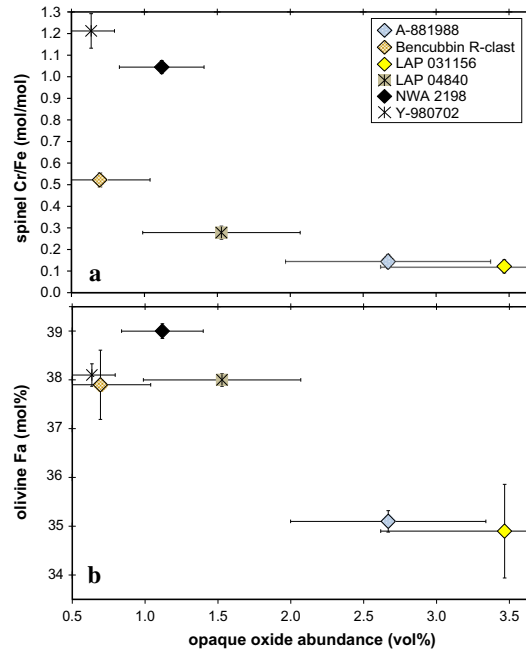 1.3
1.2
1.1
1.0
0.9
0.8
0.7
0.6
0.5
0.4
0.3
0.2
0.1
0.0
spinel Cr/Fe (mol/mol)
A-881988
Bencubbin R-clast
LAP 031156
LAP 04840
NWA 2198
Y-980702
a
39
38
37
36
35
34
olivine Fa (mol%)
b
0.5 1.0 1.5 2.0 2.5 3.0 3.5
opaque oxide abundance (vol%)